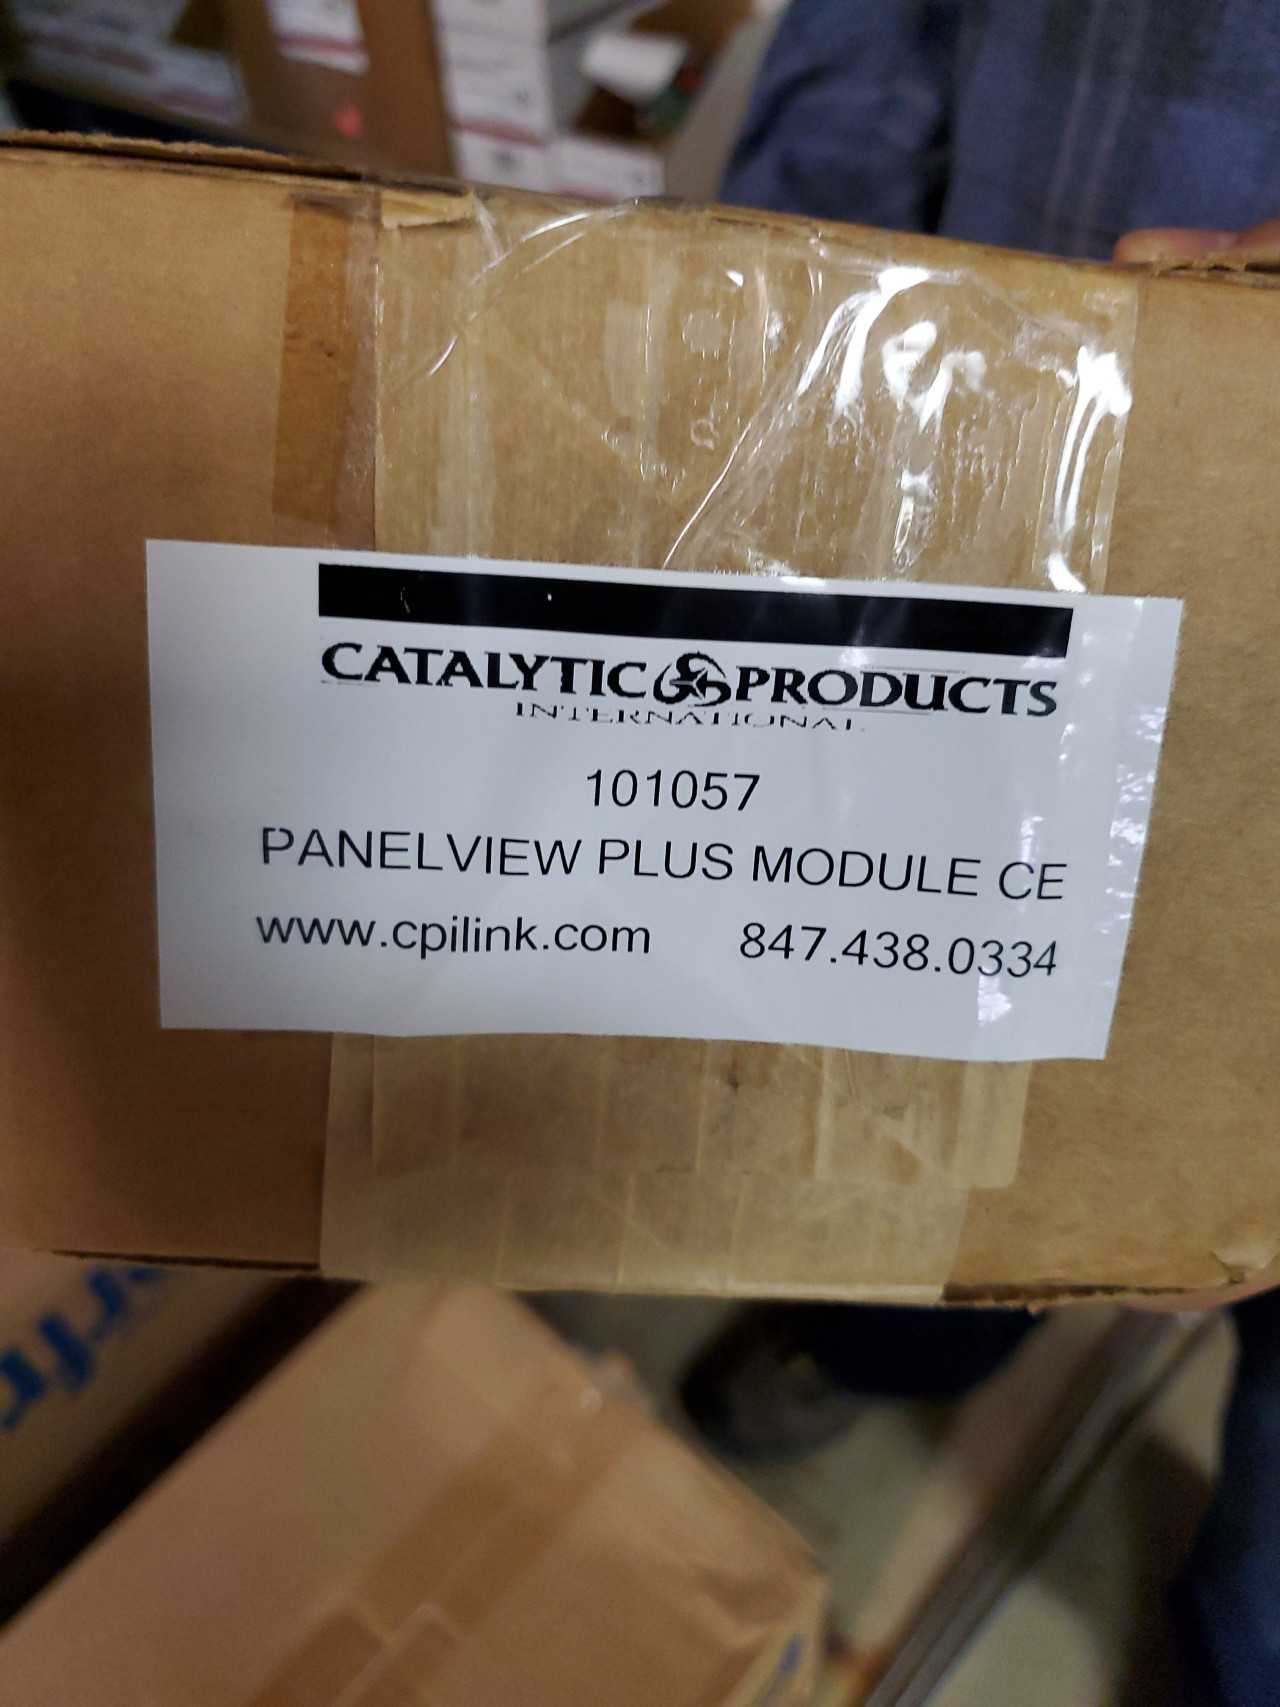 CATALYTIC PRODUCTS
INTERNATIONAL
101057
PANELVIEW PLUS MODULE CE
www.cpilink.com 847.438.0334